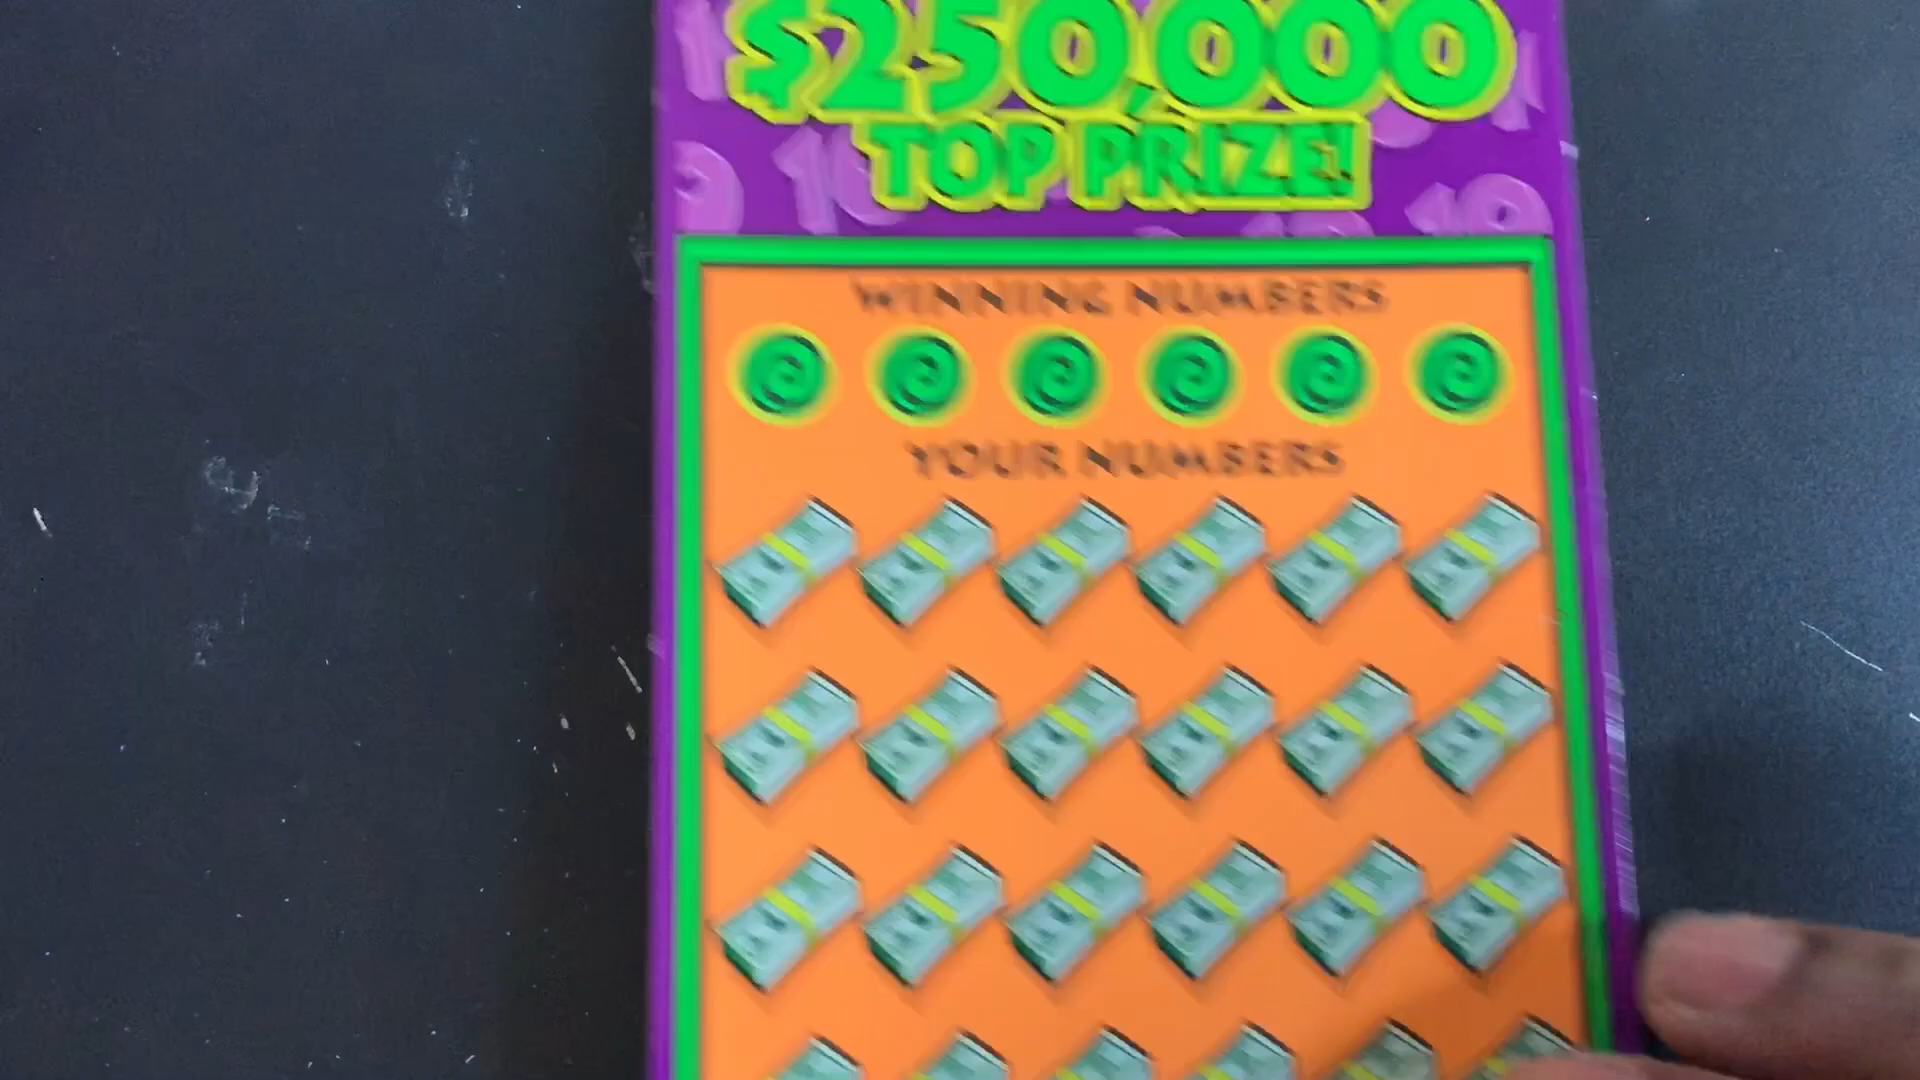 $250,000
TOP PRIZE!
WINNING NUMBERS
YOUR NUMBERS